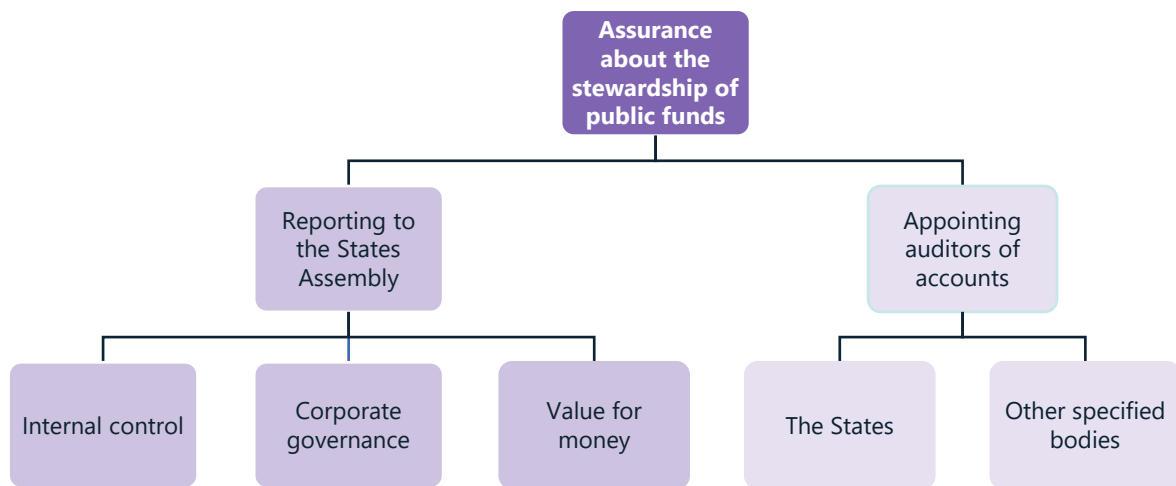 Assurance
about the
stewardship of
public funds
Reporting to
the States
Assembly
Appointing
auditors of
accounts
Internal control
Corporate
governance
Value for
money
The States
Other specified
bodies